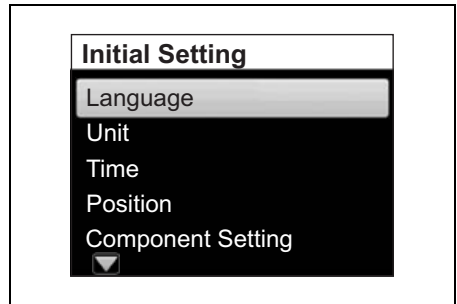 Initial Setting
Language
Unit
Time
Position
Component Setting